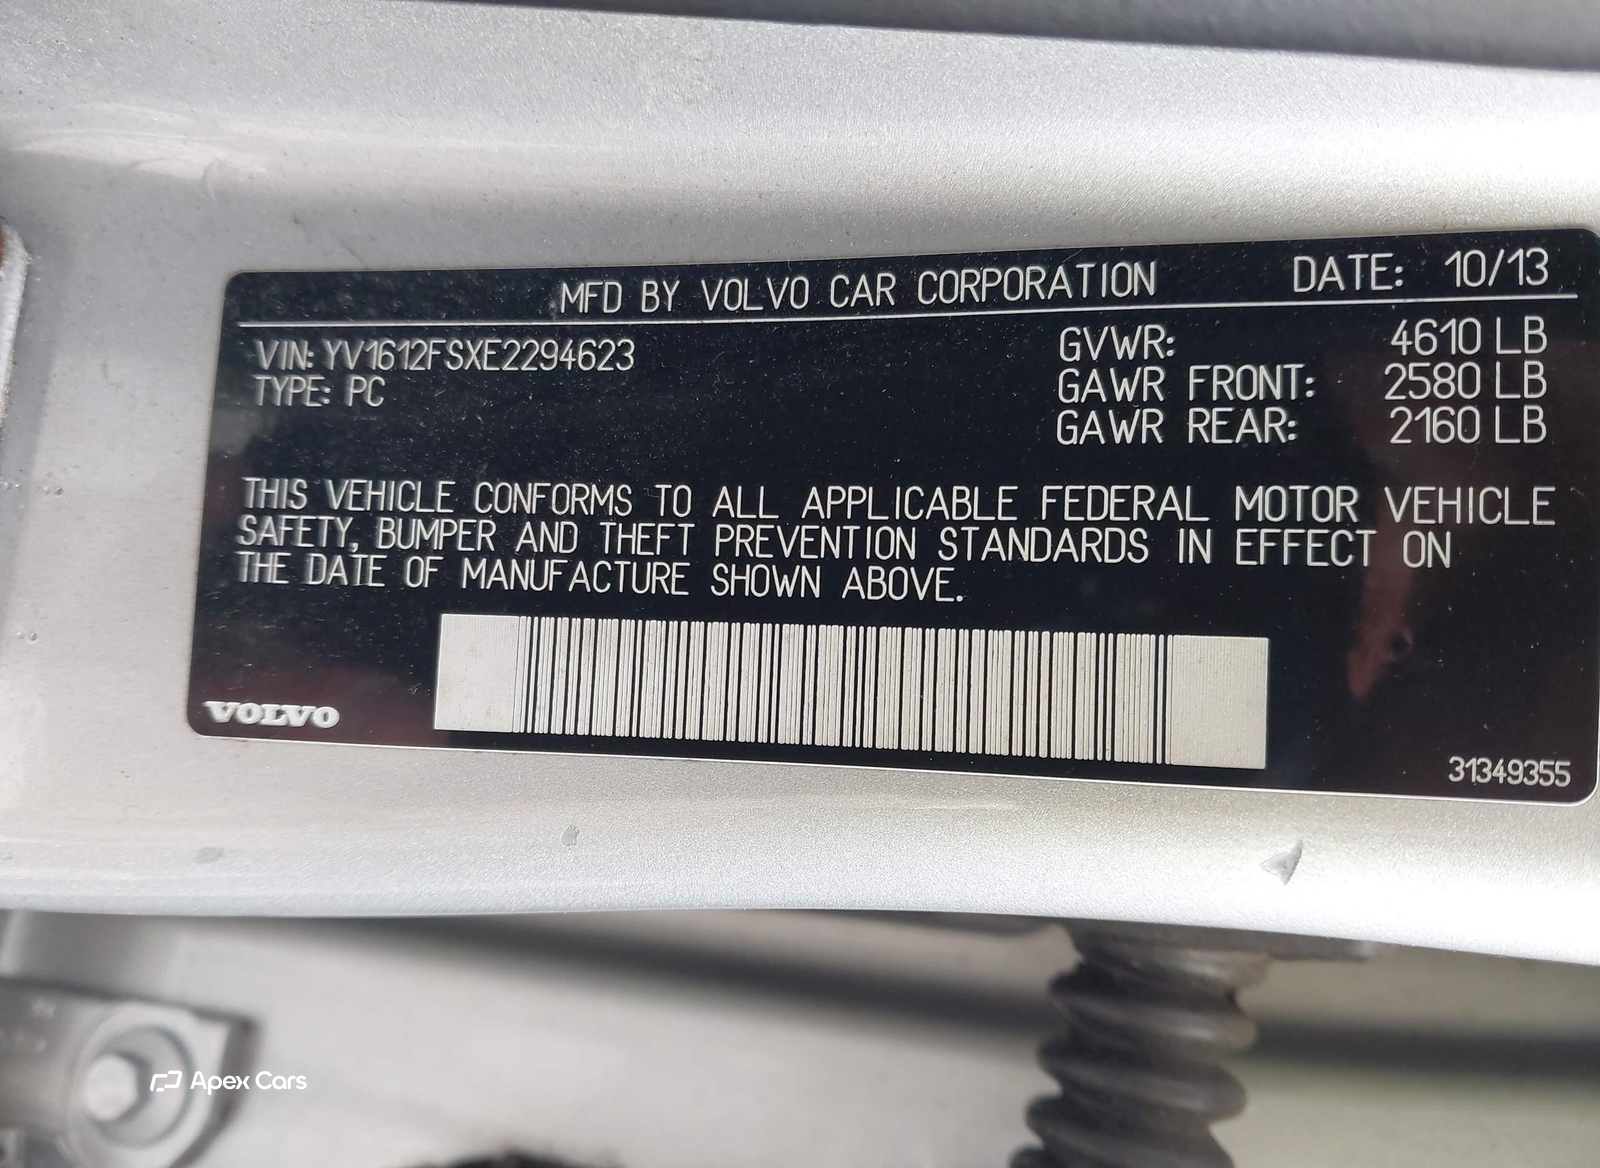 MFD BY VOLVO CAR CORPORATION DATE: 10/13
VIN: YV1612FSXE2294623 GVWR: 4610 LB
TYPE: PC GAWR FRONT: 2580 LB
GAWR REAR: 2160 LB
THIS VEHICLE CONFORMS TO ALL APPLICABLE FEDERAL MOTOR VEHICLE
SAFETY, BUMPER AND THEFT PREVENTION STANDARDS IN EFFECT ON
THE DATE OF MANUFACTURE SHOWN ABOVE.
VOLVO
31349355
Apex Cars